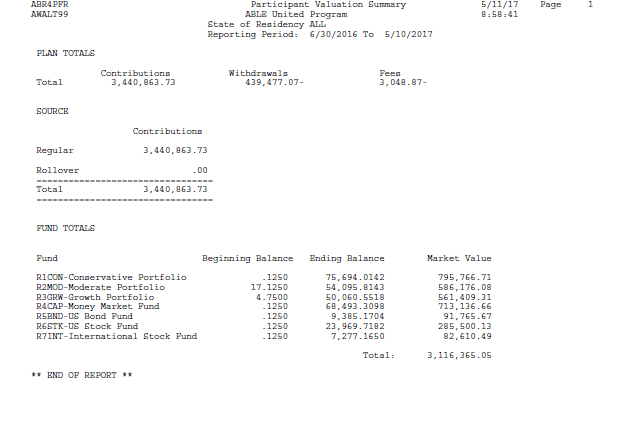 ABR4PFR Participant Valuation Summary 5/11/17 Page 1
AWALT99 ABLE United Program 8:58:41
State of Residency ALL
Reporting Period: 6/30/2016 To 5/10/2017
PLAN TOTALS
Contributions Withdrawals Fees
Total 3,440,863.73 439,477.07- 3,048.87-
SOURCE
Contributions
Regular 3,440,863.73
Rollover .00
==================================
Total 3,440,863.73
==================================
FUND TOTALS
Fund Beginning Balance Ending Balance Market Value
R1CON-Conservative Portfolio .1250 75,694.0142 795,766.71
R2MOD-Moderate Portfolio 17.1250 54,095.8143 586,176.08
R3GRW-Growth Portfolio 4.7500 50,060.5518 561,409.31
R4CAP-Money Market Fund .1250 68,493.3098 713,136.66
R5BND-US Bond Fund .1250 9,385.1704 91,765.67
R6STK-US Stock Fund .1250 23,969.7182 285,500.13
R7INT-International Stock Fund .1250 7,277.1650 82,610.49
Total: 3,116,365.05
** END OF REPORT **